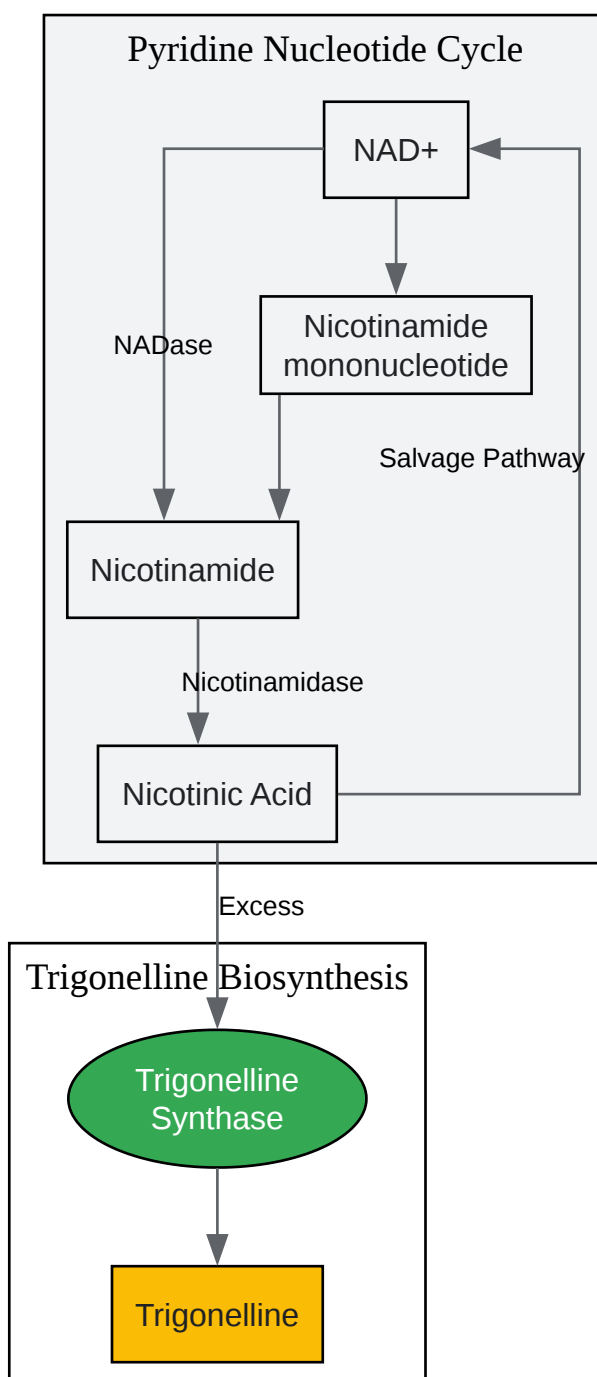 Pyridine Nucleotide Cycle
NAD+
NADase
Nicotinamide
mononucleotide
Salvage Pathway
Nicotinamide
Nicotinamidase
Nicotinic Acid
Excess
Trigonelline Biosynthesis
Trigonelline
Synthase
Trigonelline